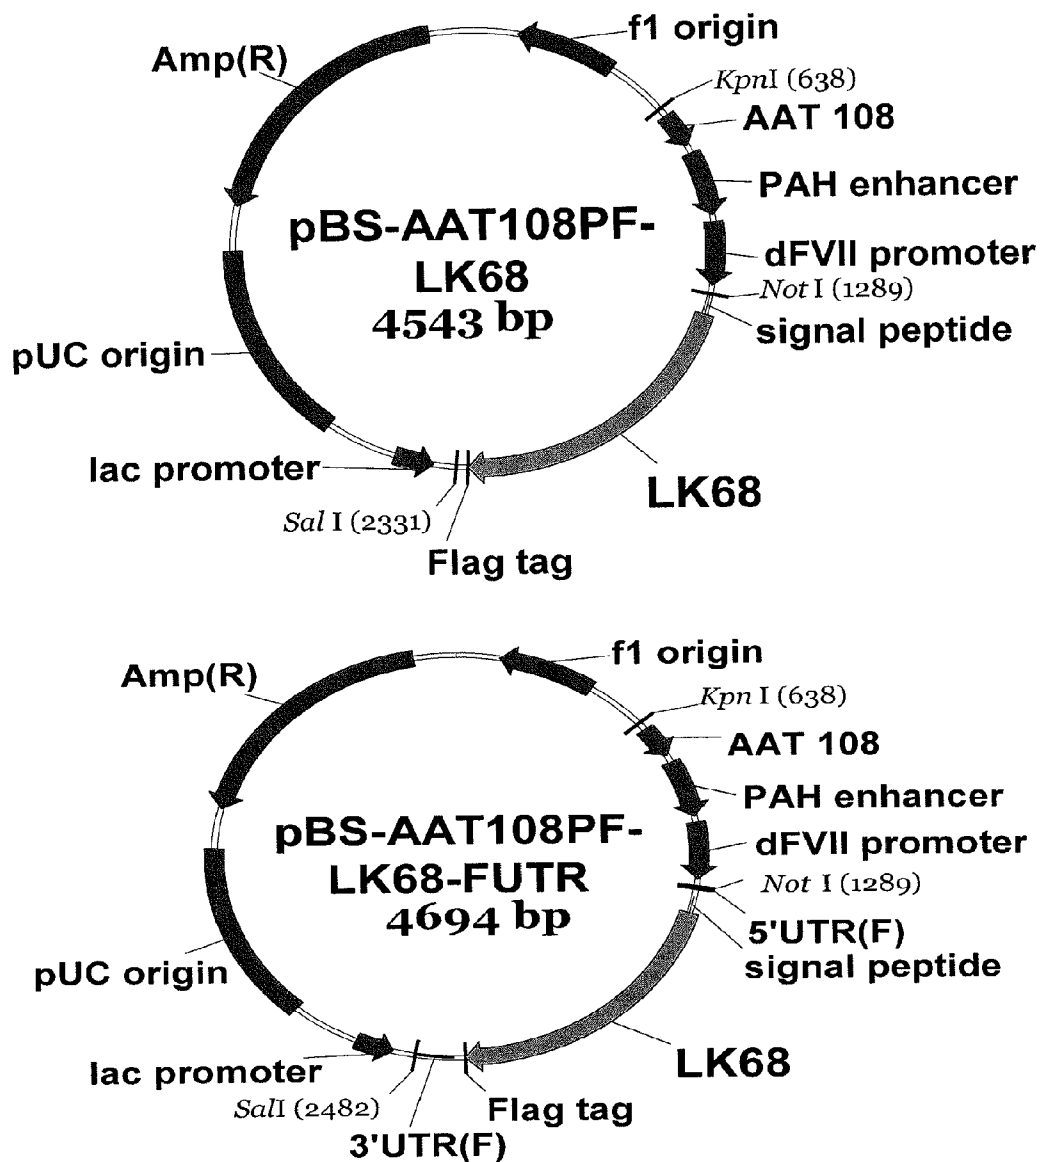 f1 origin
Amp(R)
KpnI (638)
AAT 108
PAH enhancer
pBS-AAT108PF-
LK68
4543 bp
dFVII promoter
Not I (1289)
signal peptide
pUC origin
lac promoter
LK68
Sal I (2331)
Flag tag
f1 origin
Amp(R)
Kpn I (638)
AAT 108
PAH enhancer
pBS-AAT108PF-
LK68-FUTR
4694 bp
dFVII promoter
Not I (1289)
5'UTR(F)
signal peptide
pUC origin
lac promoter
LK68
SalI (2482)
Flag tag
3'UTR(F)